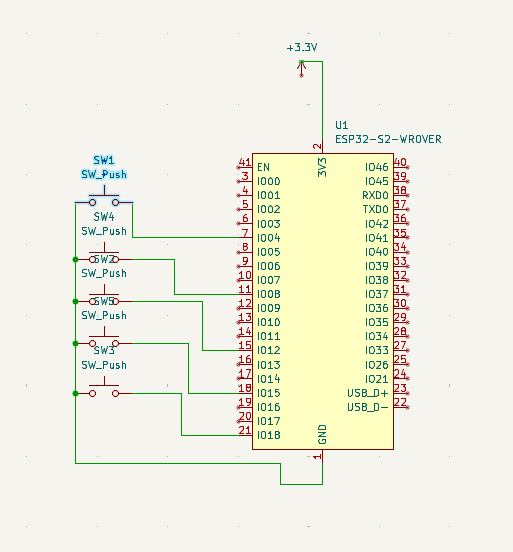 +3.3V
U1
ESP32-S2-WROVER
SW1
SW_Push
SW4
SW_Push
SW2
SW_Push
SW5
SW_Push
SW3
SW_Push
2
3V3
41 EN
3 IO00
4 IO01
5 IO02
6 IO03
7 IO04
8 IO05
9 IO06
10 IO07
11 IO08
12 IO09
13 IO10
14 IO11
15 IO12
16 IO13
17 IO14
18 IO15
19 IO16
20 IO17
21 IO18
IO46 40
IO45 39
RXD0 38
TXD0 37
IO42 36
IO41 35
IO40 34
IO39 33
IO38 32
IO37 31
IO36 30
IO35 29
IO34 28
IO33 27
IO26 25
IO21 24
USB_D+ 23
USB_D- 22
GND
1